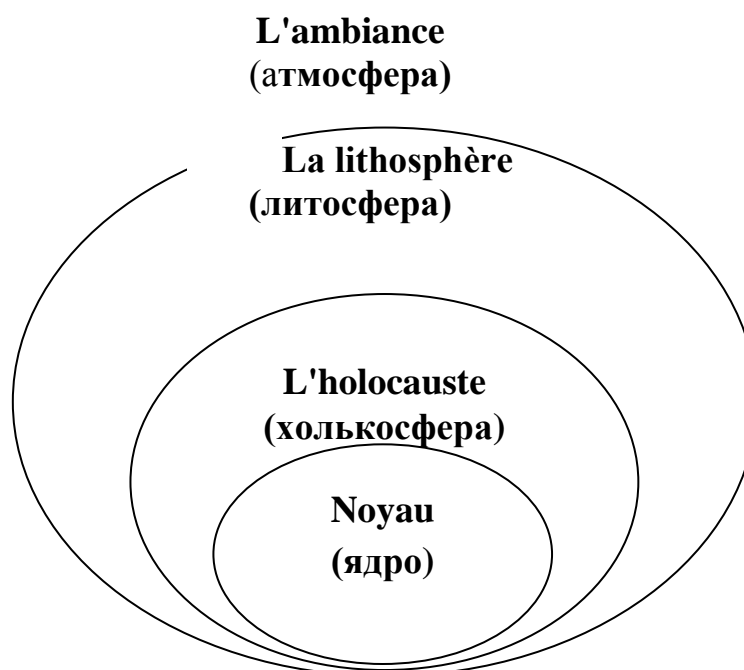 L'ambiance
(атмосфера)
La lithosphère
(литосфера)
L'holocauste
(холькосфера)
Noyau
(ядро)